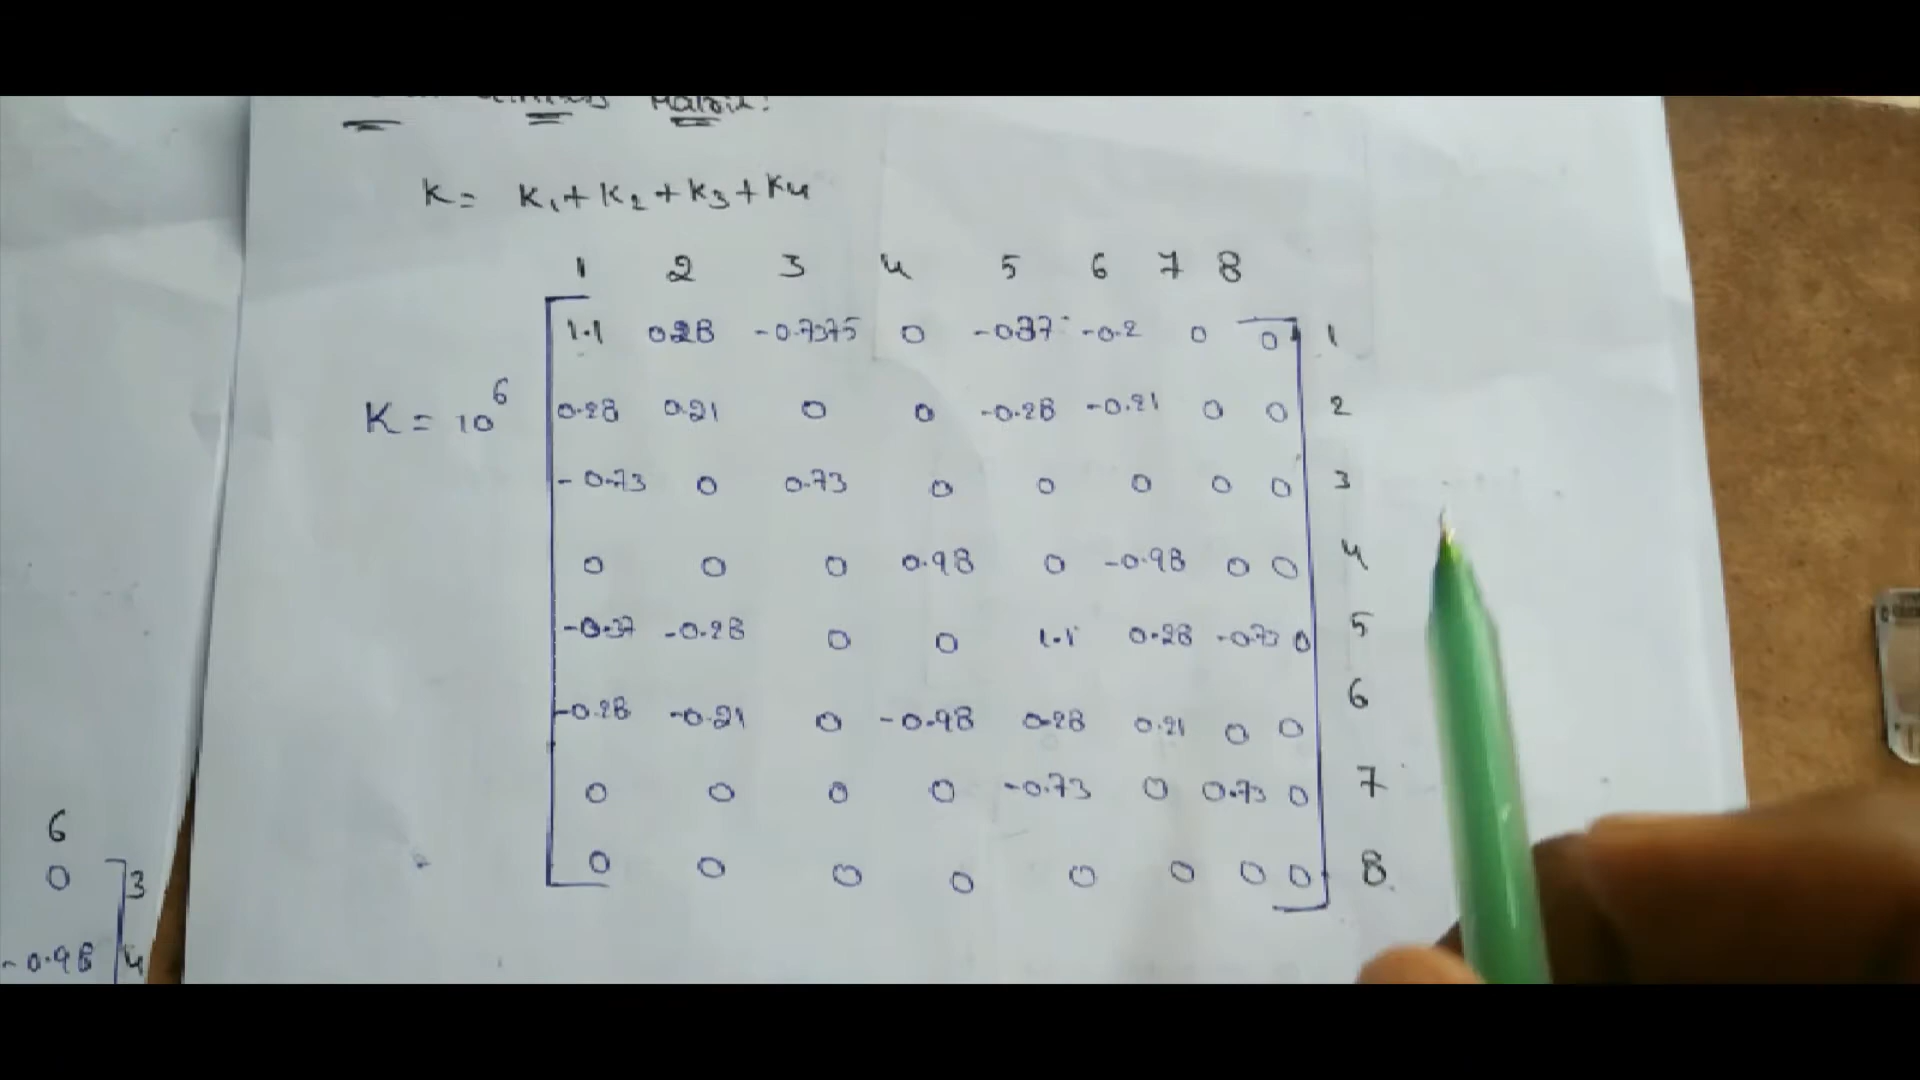 Matrix:
K = K1 + K2 + K3 + K4
1 2 3 4 5 6 7 8
1.1 0.28 -0.7375 0 -0.37 -0.2 0 0 1
K = 10^6
0.28 0.21 0 0 -0.28 -0.21 0 0 2
-0.73 0 0.73 0 0 0 0 0 3
0 0 0 0.98 0 -0.98 0 0 4
-0.37 -0.28 0 0 1.1 0.28 -0.73 0 5
-0.28 -0.21 0 -0.98 0.28 0.21 0 0 6
0 0 0 0 -0.73 0 0.73 0 7
0 0 0 0 0 0 0 0 8
6
0 3
-0.98 4